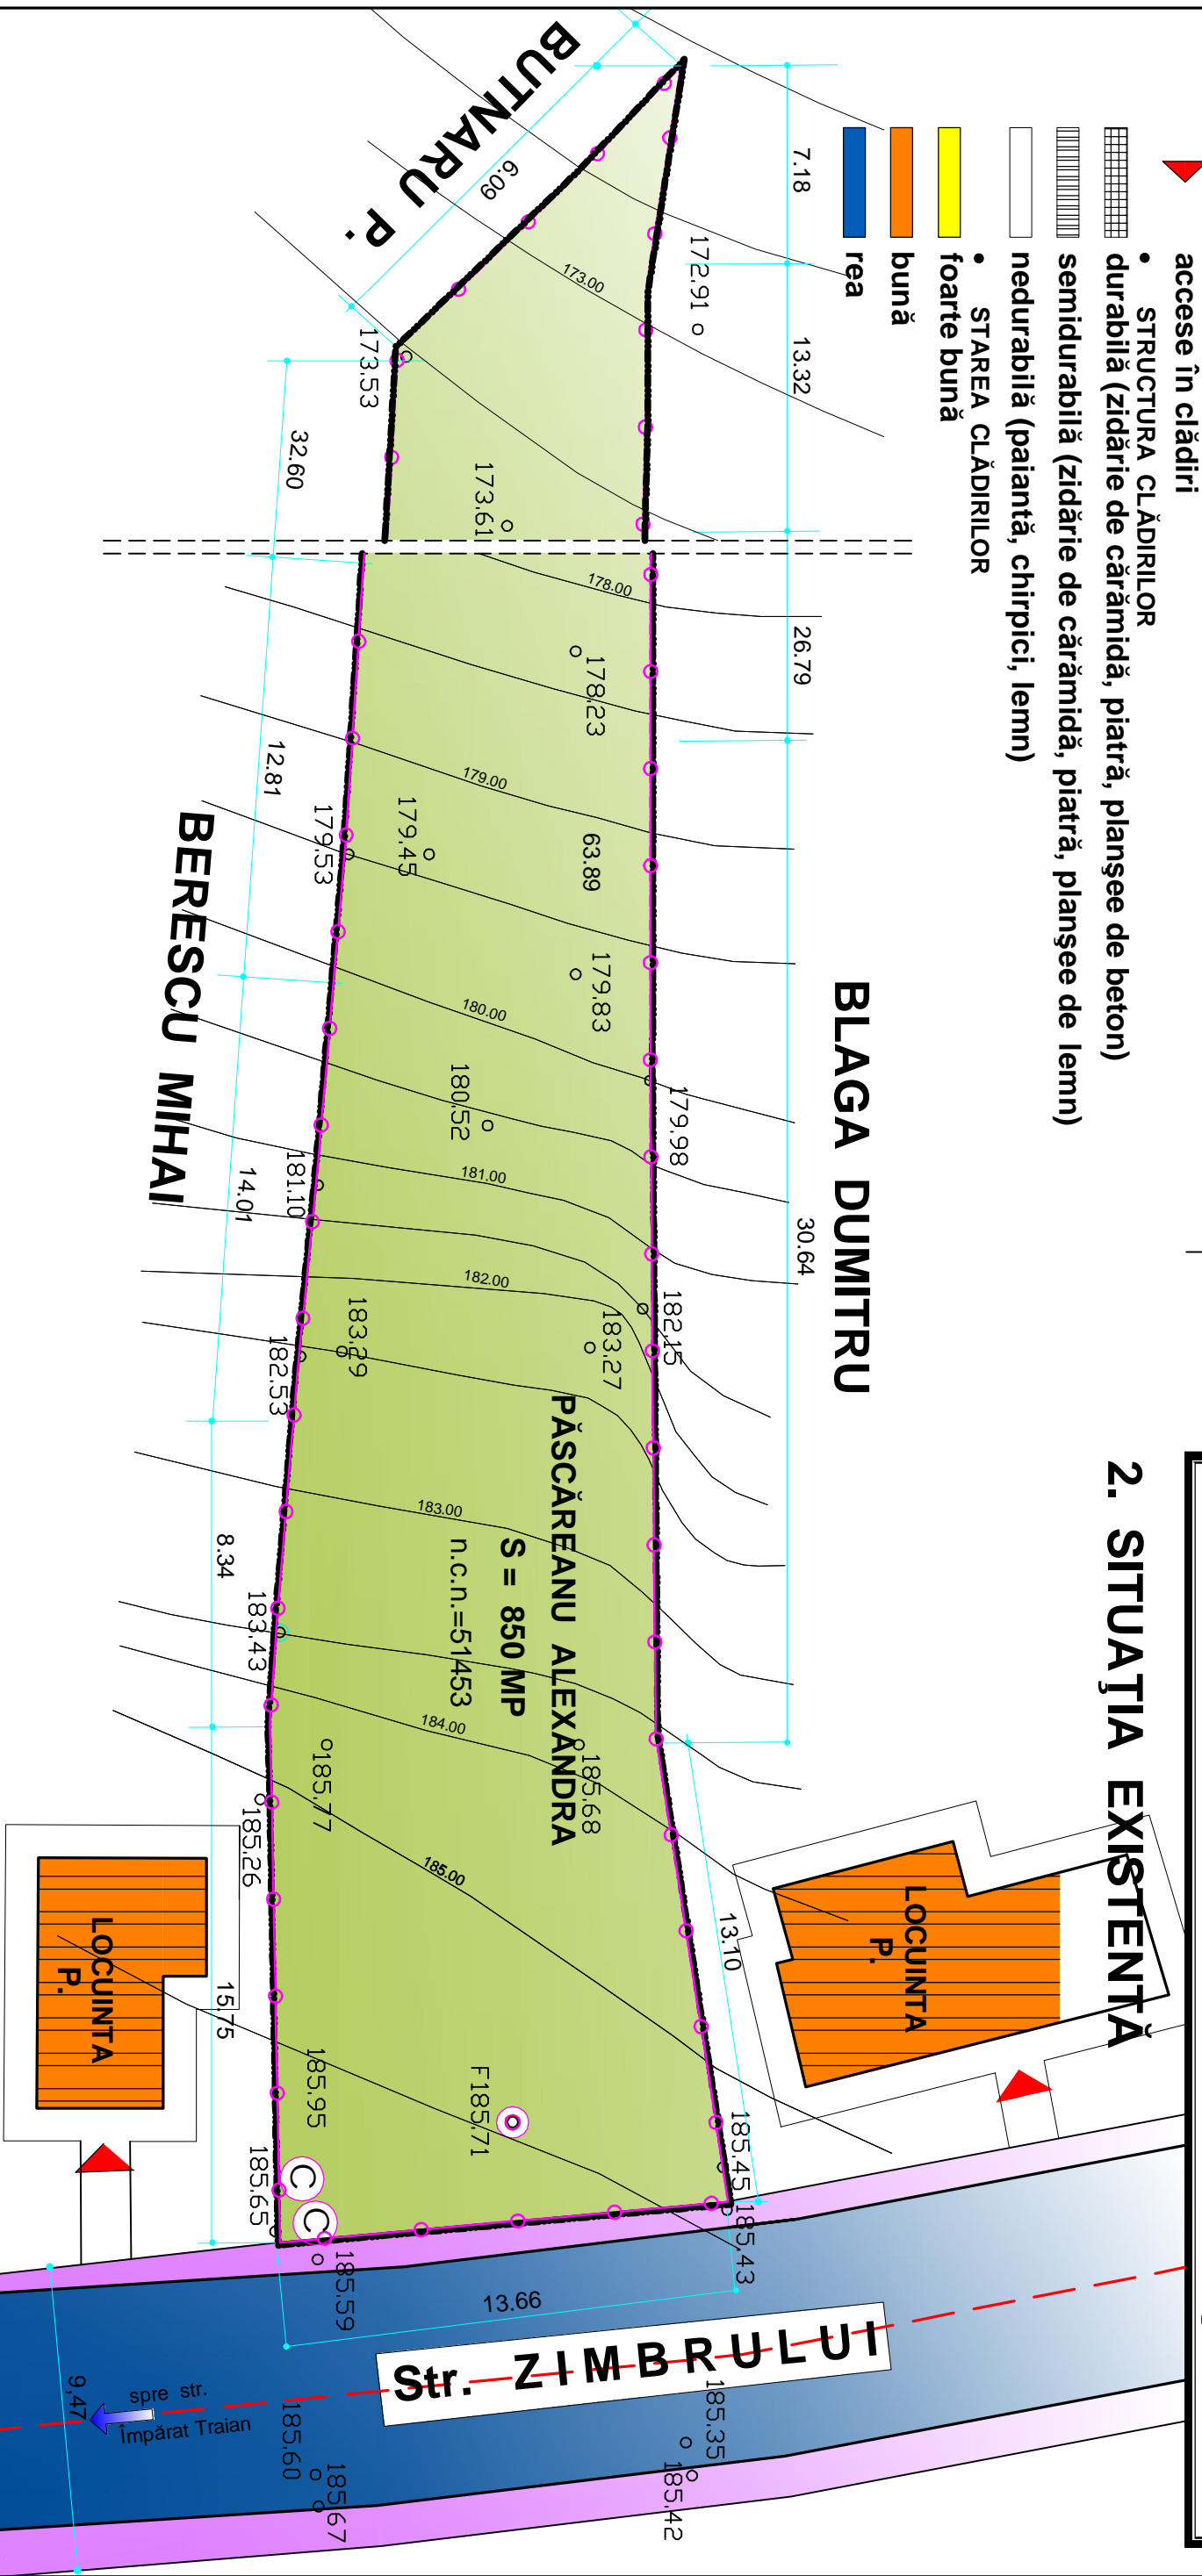 accese în clădiri
• STRUCTURA CLĂDIRILOR
durabilă (zidărie de cărămidă, piatră, planşee de beton)
semidurabilă (zidărie de cărămidă, piatră, planşee de lemn)
nedurabilă (paiantă, chirpici, lemn)
• STAREA CLĂDIRILOR
foarte bună
bună
rea
2. SITUAŢIA EXISTENTĂ
BLAGA DUMITRU
7.18
13.32
26.79
30.64
13.10
63.89
BUTNARU P.
6.09
172.91
173.00
173.53
173.61
32.60
178.00
178.23
12.81
179.00
179.45
179.53
179.83
180.00
179.98
180.52
BERESCU MIHAI
14.01
181.00
181.10
182.00
182.15
183.27
183.29
182.53
8.34
183.00
183.43
PĂSCĂREANU ALEXANDRA
S = 850 MP
n.c.n.=51453
184.00
185.68
185.77
185.26
185.00
LOCUINTA
P.
LOCUINTA
P.
15.75
185.95
F185.71
185.45
185.43
185.65
C
C
185.59
13.66
Str. ZIMBRULUI
spre str.
Împărat Traian
9,47
185.60
185.67
185.35
185.42